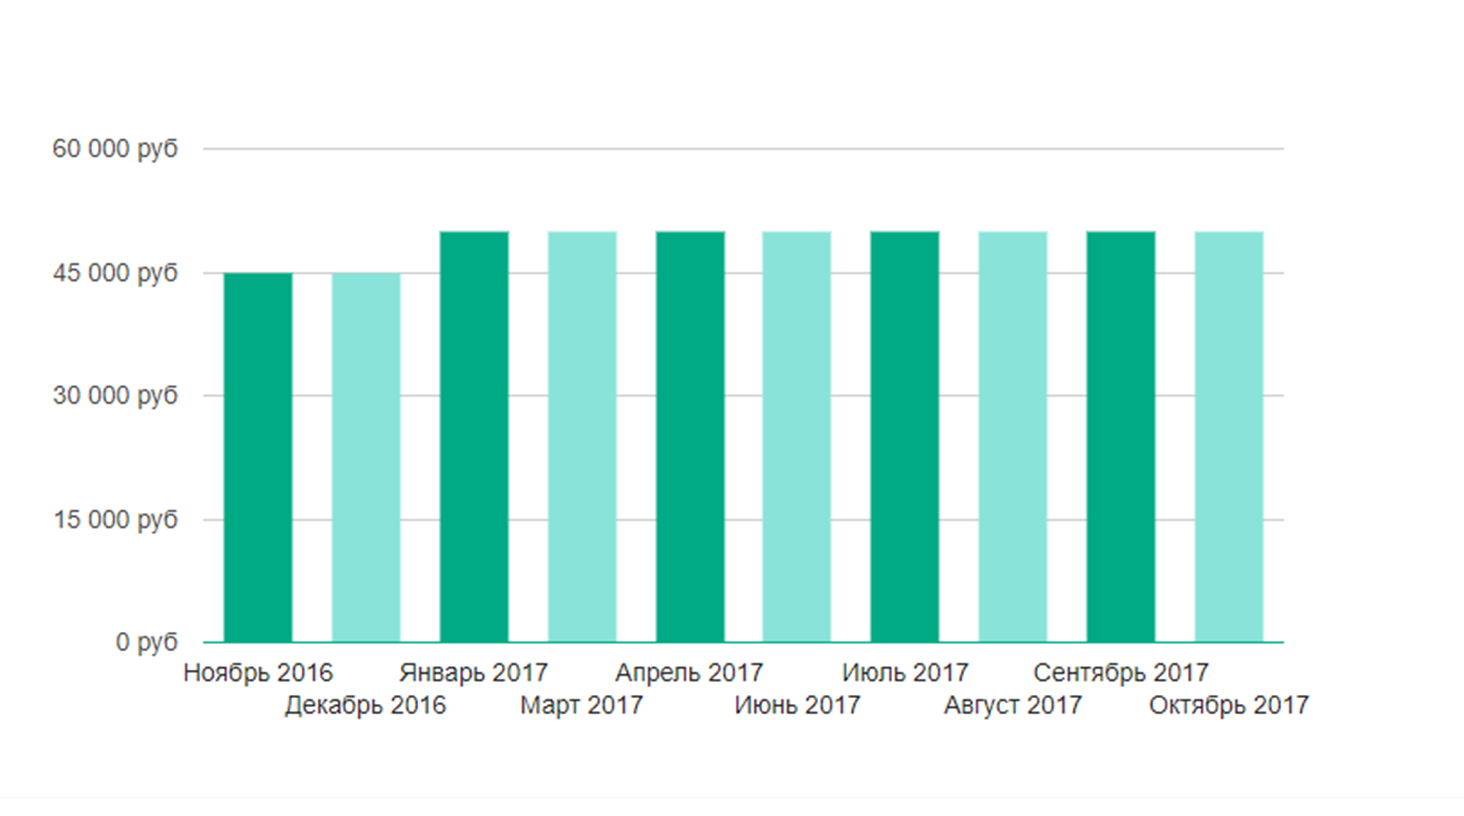 60 000 руб
45 000 руб
30 000 руб
15 000 руб
0 руб
Ноябрь 2016 Январь 2017 Апрель 2017 Июль 2017 Сентябрь 2017
Декабрь 2016 Март 2017 Июнь 2017 Август 2017 Октябрь 2017